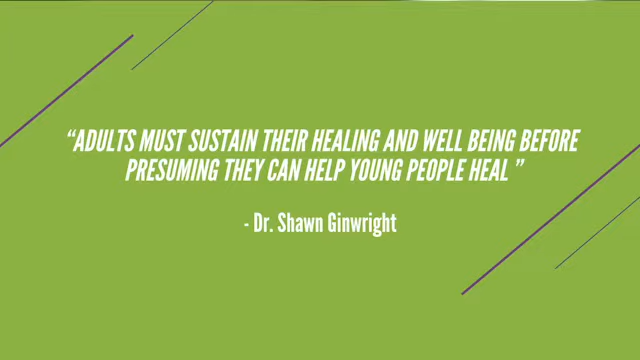 “ADULTS MUST SUSTAIN THEIR HEALING AND WELL BEING BEFORE
PRESUMING THEY CAN HELP YOUNG PEOPLE HEAL ”
- Dr. Shawn Ginwright